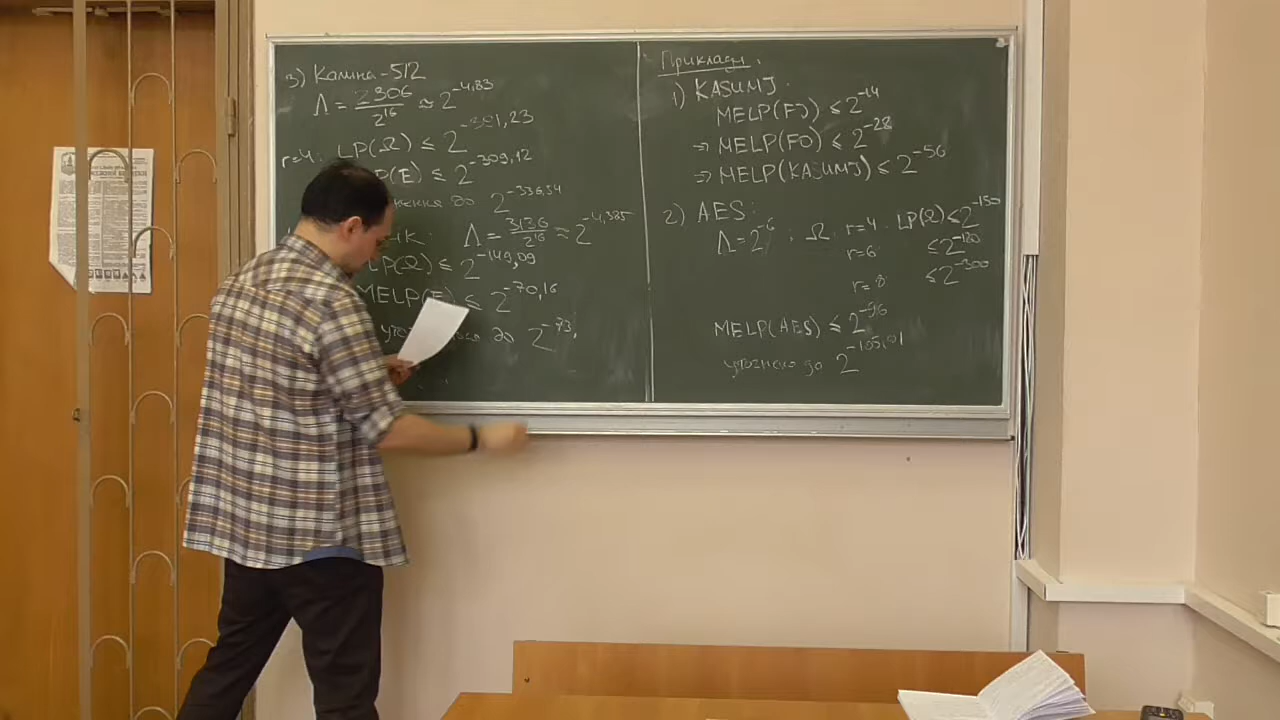 3) Калина-512
Λ = 2306/2^16 ≈ 2^-4,83
r=4: LP(Ω) ≤ 2^-391,23
P(E) ≤ 2^-309,12
до 2^-336,54
Λ = 3136/2^16 ≈ 2^-4,385
LP(Ω) ≤ 2^-149,09
MELP(E) ≤ 2^-70,16
до 2^-73,
Приклади.
1) KASUMI.
MELP(FI) ≤ 2^-14
⇒ MELP(FO) ≤ 2^-28
⇒ MELP(KASUMI) ≤ 2^-56
2) AES:
Λ = 2^-6; Ω: r=4: LP(Ω) ≤ 2^-150
r=6 ≤ 2^-180
r=8 ≤ 2^-300
MELP(AES) ≤ 2^-96
уточнено до 2^-105,01